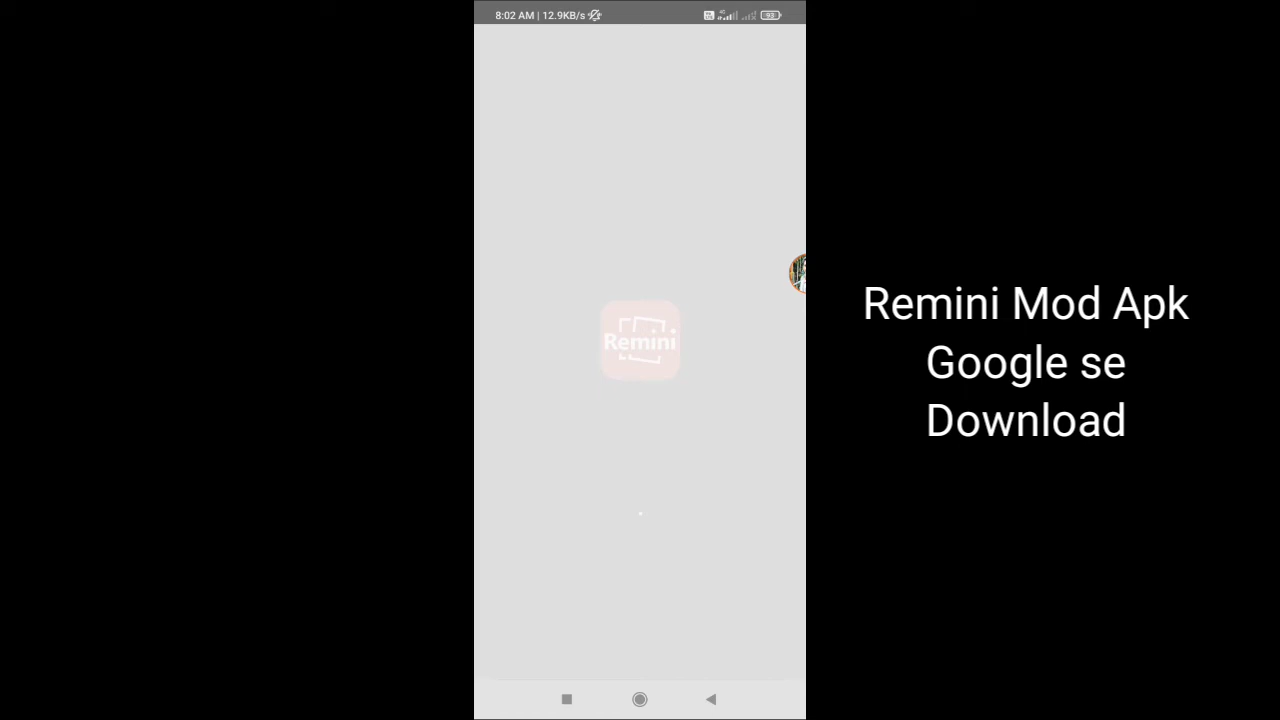 8:02 AM | 12.9KB/s
Remini
Remini Mod Apk
Google se
Download